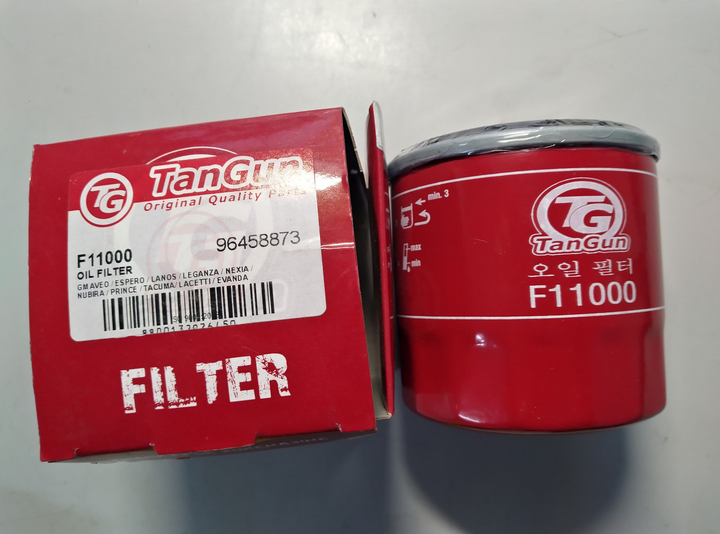 TG
TanGun
Original Quality Parts
F11000
96458873
OIL FILTER
GM AVEO / ESPERO / LANOS / LEGANZA / NEXIA /
NUBIRA / PRINCE / TACUMA / LACETTI / EVANDA
FILTER
min. 3
max
min
TG
TanGun
오일 필터
F11000